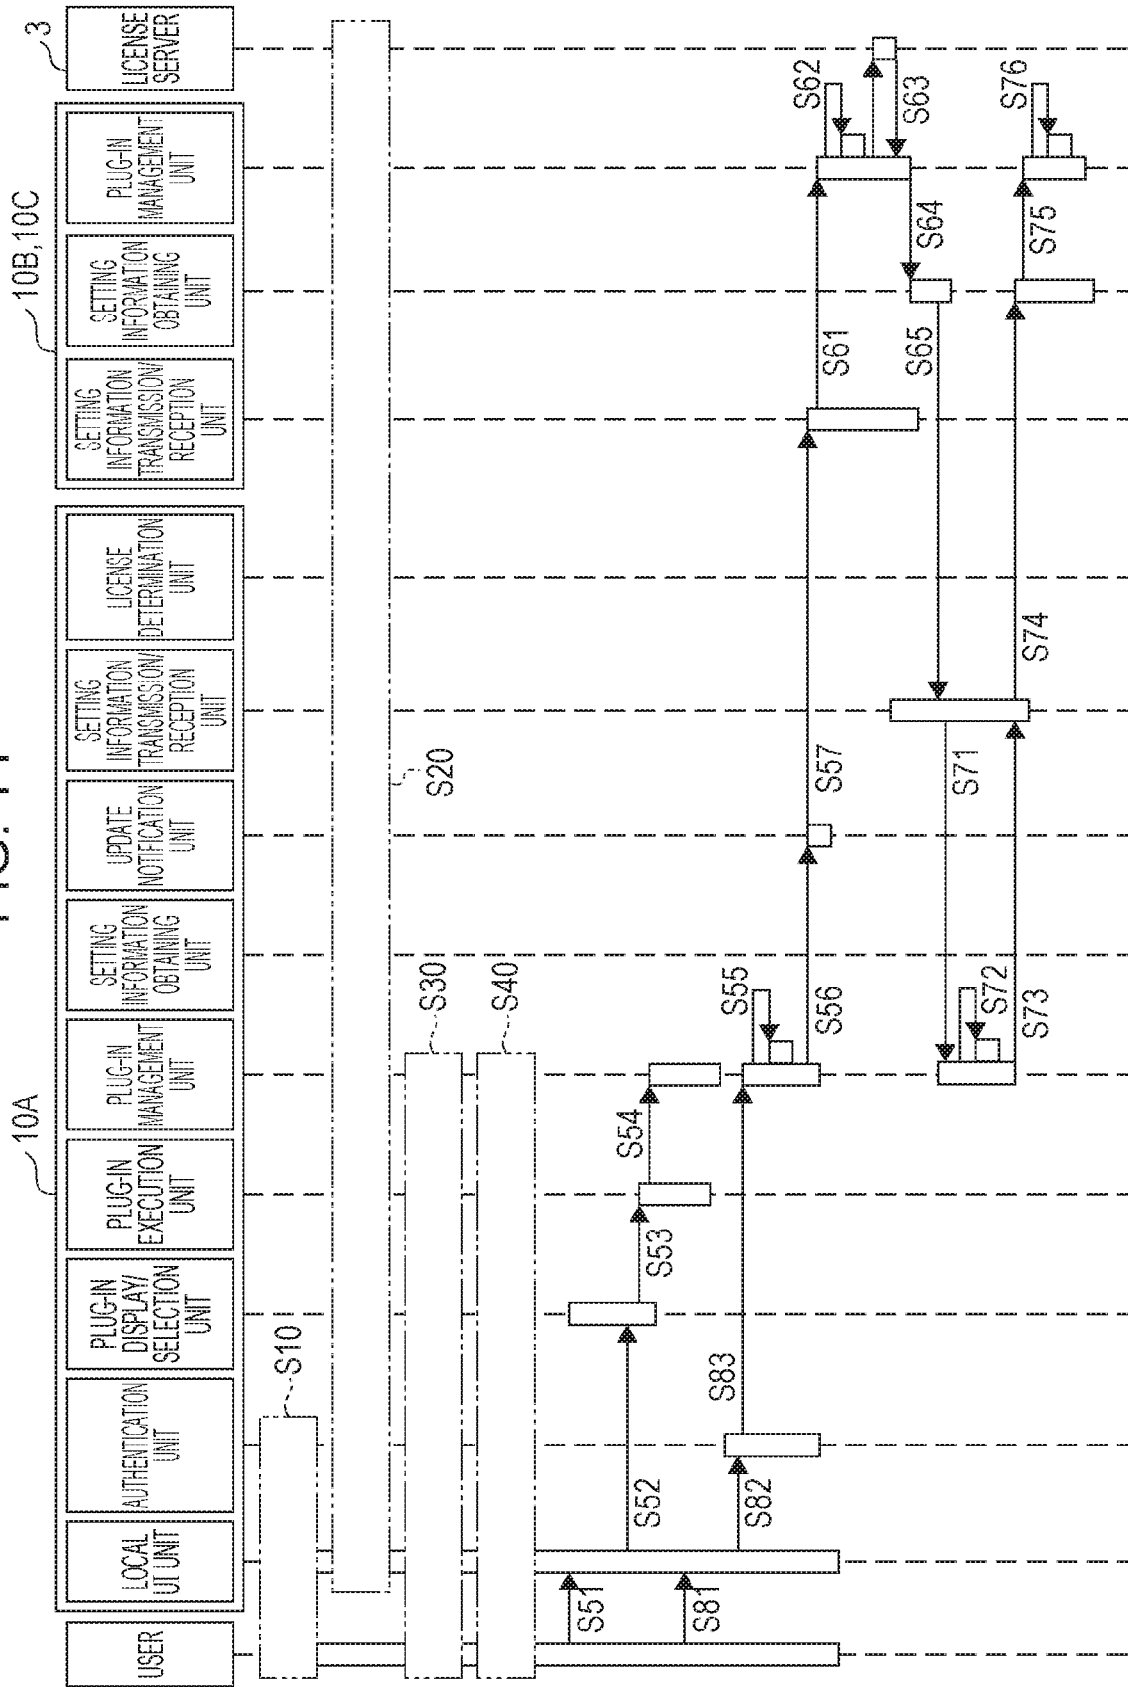 10A
10B, 10C
3
USER
LOCAL
UI UNIT
AUTHENTICATION
UNIT
PLUG-IN
DISPLAY/
SELECTION
UNIT
PLUG-IN
EXECUTION
UNIT
PLUG-IN
MANAGEMENT
UNIT
SETTING
INFORMATION
OBTAINING
UNIT
UPDATE
NOTIFICATION
UNIT
SETTING
INFORMATION
TRANSMISSION/
RECEPTION
UNIT
LICENSE
DETERMINATION
UNIT
SETTING
INFORMATION
TRANSMISSION/
RECEPTION
UNIT
SETTING
INFORMATION
OBTAINING
UNIT
PLUG-IN
MANAGEMENT
UNIT
LICENSE
SERVER
S10
S20
S30
S40
S51
S52
S53
S54
S81
S82
S83
S55
S56
S57
S61
S62
S63
S64
S65
S71
S72
S73
S74
S75
S76